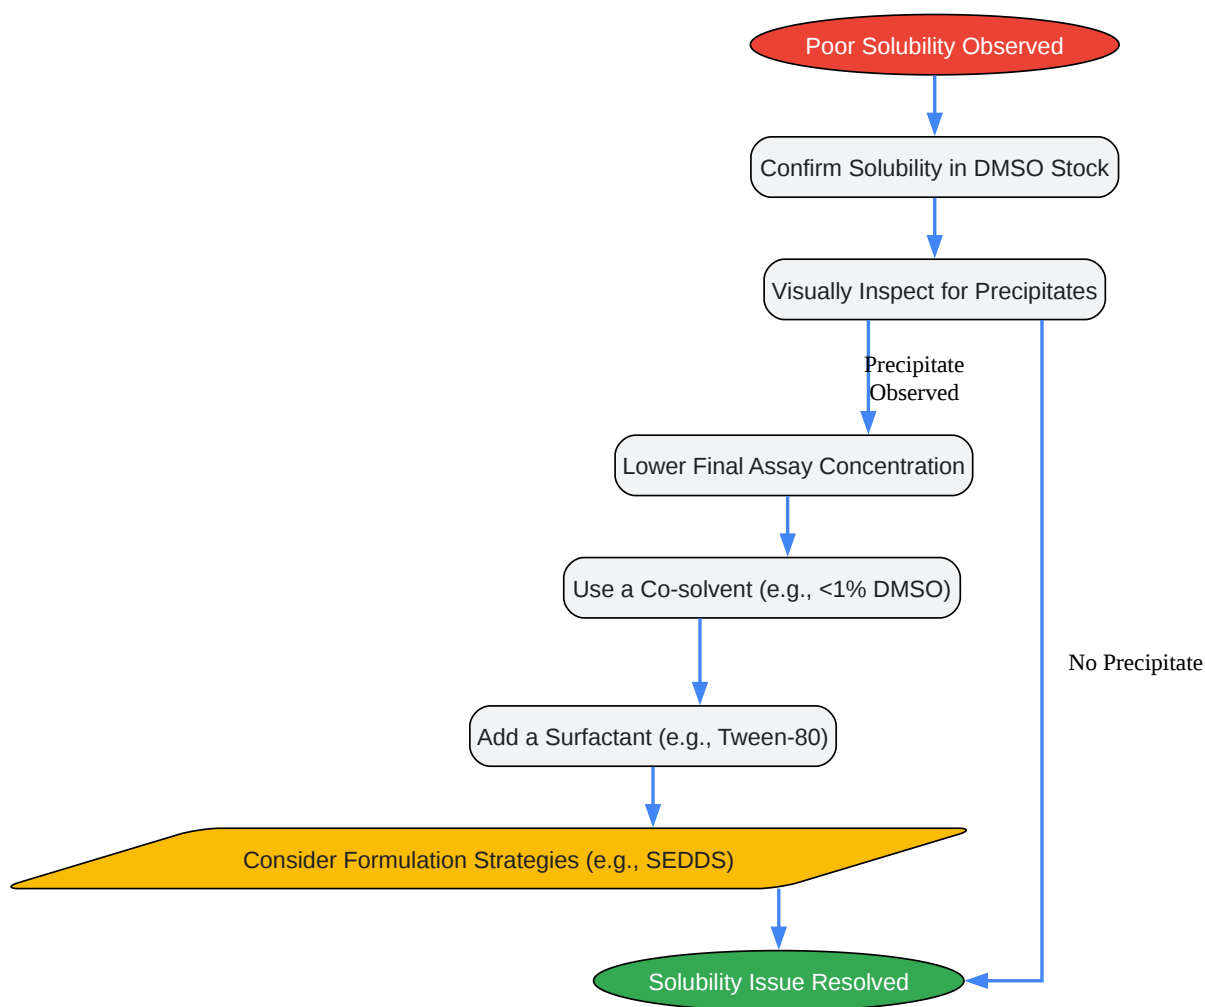 Poor Solubility Observed
Confirm Solubility in DMSO Stock
Visually Inspect for Precipitates
Precipitate
Observed
Lower Final Assay Concentration
Use a Co-solvent (e.g., <1% DMSO)
No Precipitate
Add a Surfactant (e.g., Tween-80)
Consider Formulation Strategies (e.g., SEDDS)
Solubility Issue Resolved